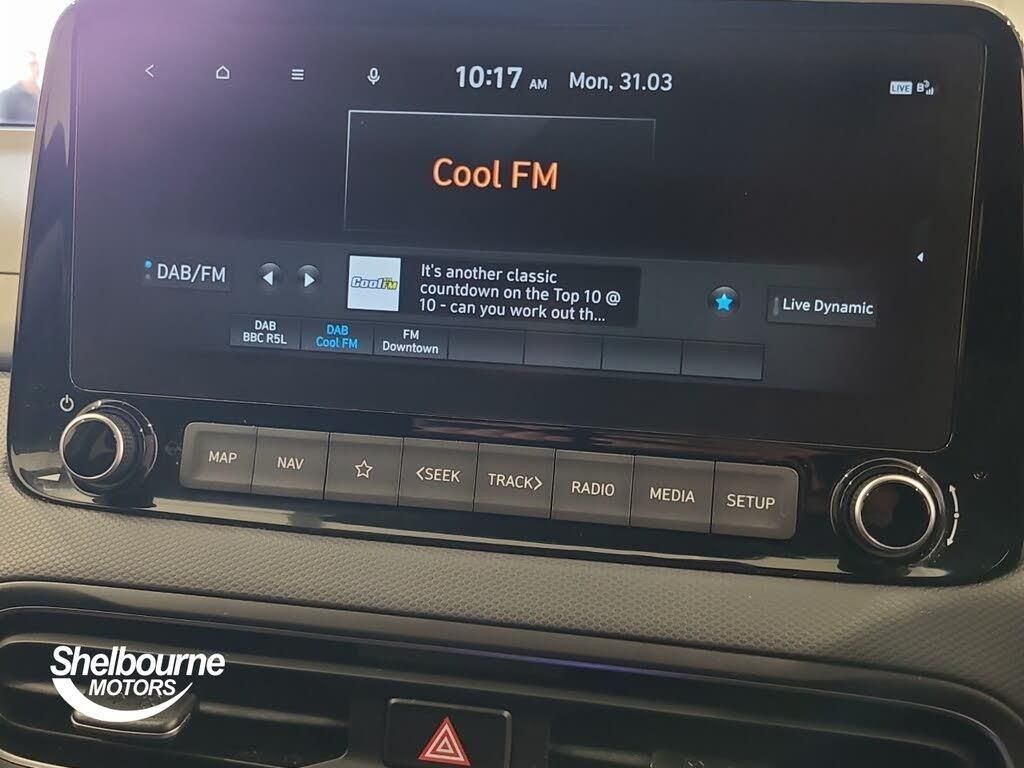 10:17 AM Mon, 31.03
LIVE B
Cool FM
DAB/FM
Cool FM
It's another classic
countdown on the Top 10 @
10 - can you work out th...
Live Dynamic
DAB
BBC R5L
DAB
Cool FM
FM
Downtown
MAP
NAV
<SEEK
TRACK>
RADIO
MEDIA
SETUP
Shelbourne
MOTORS